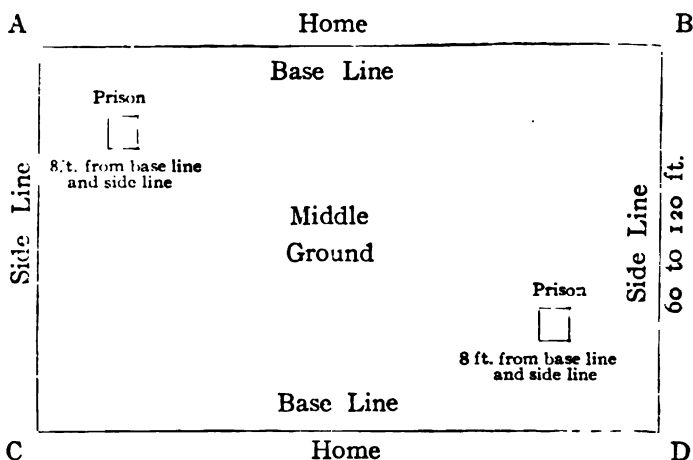 A Home B
Base Line
Prison
8 ft. from base line
and side line
Side Line
Middle
Ground
Side Line
60 to 120 ft.
Prison
8 ft. from base line
and side line
Base Line
C Home D